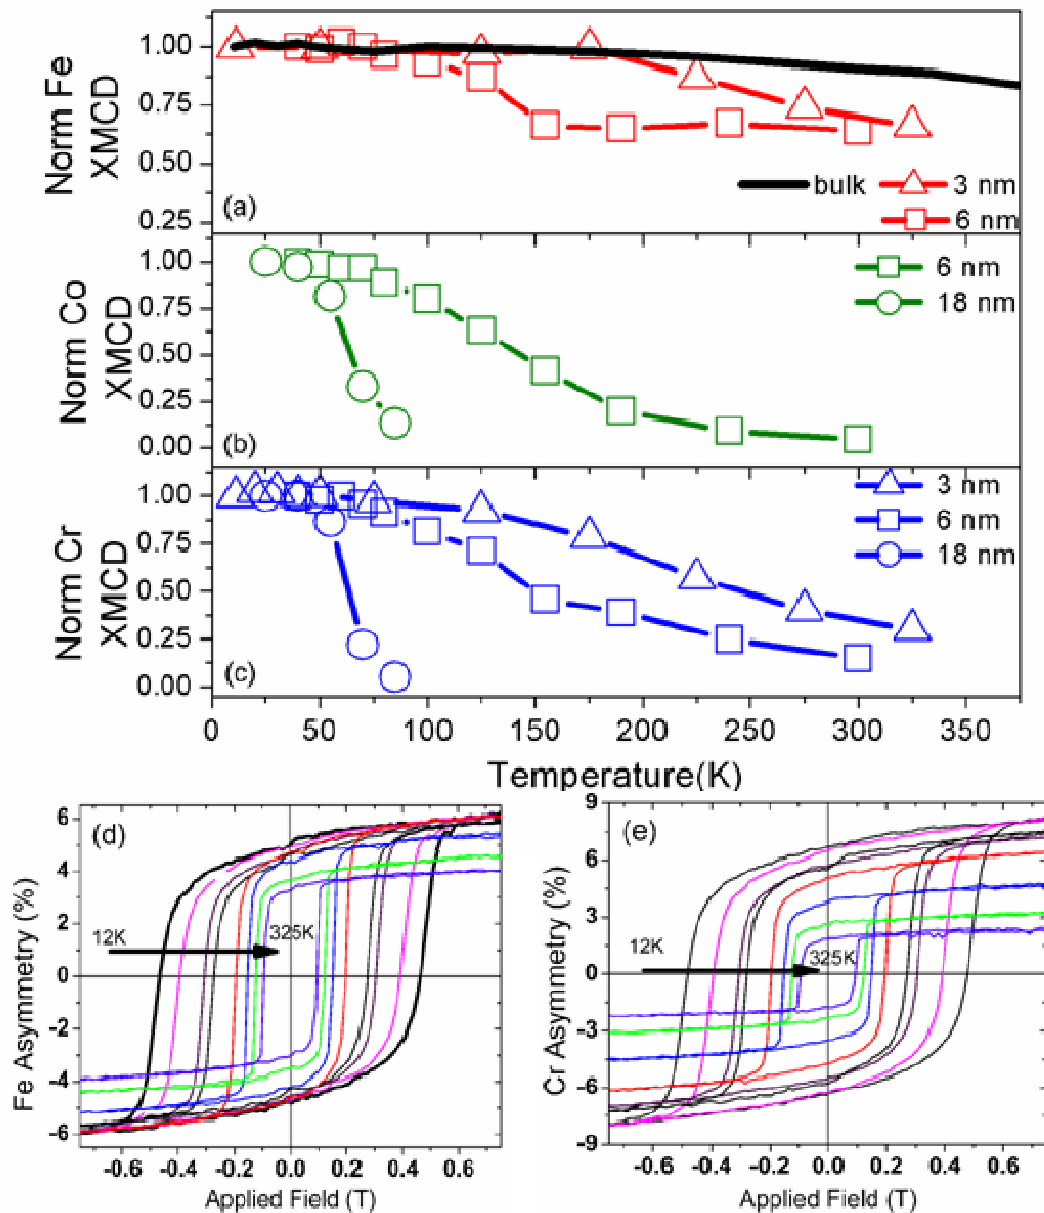 1.00
0.75
0.50
0.25
Norm Fe
XMCD
(a)
bulk
3 nm
6 nm
1.00
0.75
0.50
0.25
0.00
Norm Co
XMCD
(b)
6 nm
18 nm
1.00
0.75
0.50
0.25
0.00
Norm Cr
XMCD
(c)
3 nm
6 nm
18 nm
0 50 100 150 200 250 300 350
Temperature(K)
6
4
2
0
-2
-4
-6
Fe Asymmetry (%)
(d)
12K
325K
-0.6 -0.4 -0.2 0.0 0.2 0.4 0.6
Applied Field (T)
9
6
3
0
-3
-6
-9
Cr Asymmetry (%)
(e)
12K
325K
-0.6 -0.4 -0.2 0.0 0.2 0.4 0.6
Applied Field (T)